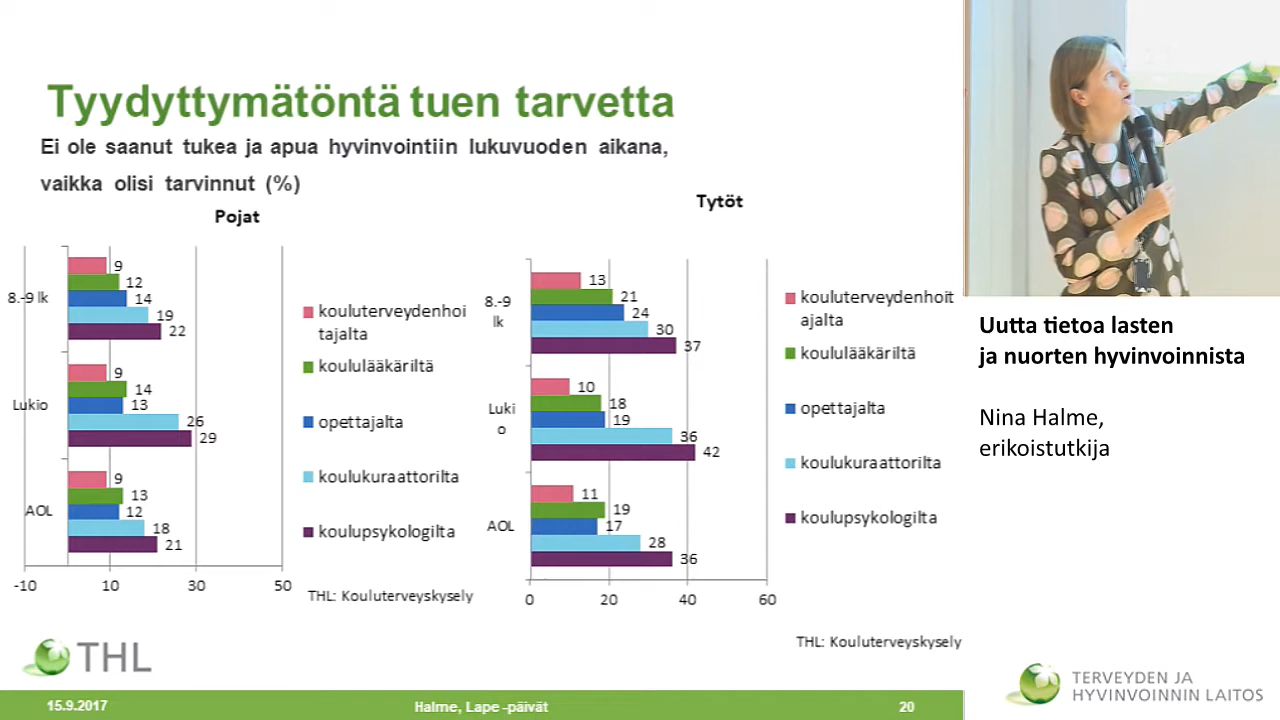 Tyydyttymätöntä tuen tarvetta
Ei ole saanut tukea ja apua hyvinvointiin lukuvuoden aikana,
vaikka olisi tarvinnut (%)
Pojat
8.-9 lk
9
12
14
19
22
Lukio
9
14
13
26
29
AOL
9
13
12
18
21
-10
10
30
50
kouluterveydenhoi
tajalta
koululääkäriltä
opettajalta
koulukuraattorilta
koulupsykologilta
THL: Kouluterveyskysely
Tytöt
8.-9
lk
13
21
24
30
37
Luki
o
10
18
19
36
42
AOL
11
19
17
28
36
0
20
40
60
kouluterveydenhoit
ajalta
koululääkäriltä
opettajalta
koulukuraattorilta
koulupsykologilta
THL: Kouluterveyskysely
THL
15.9.2017
Halme, Lape -päivät
20
Uutta tietoa lasten
ja nuorten hyvinvoinnista
Nina Halme,
erikoistutkija
TERVEYDEN JA
HYVINVOINNIN LAITOS